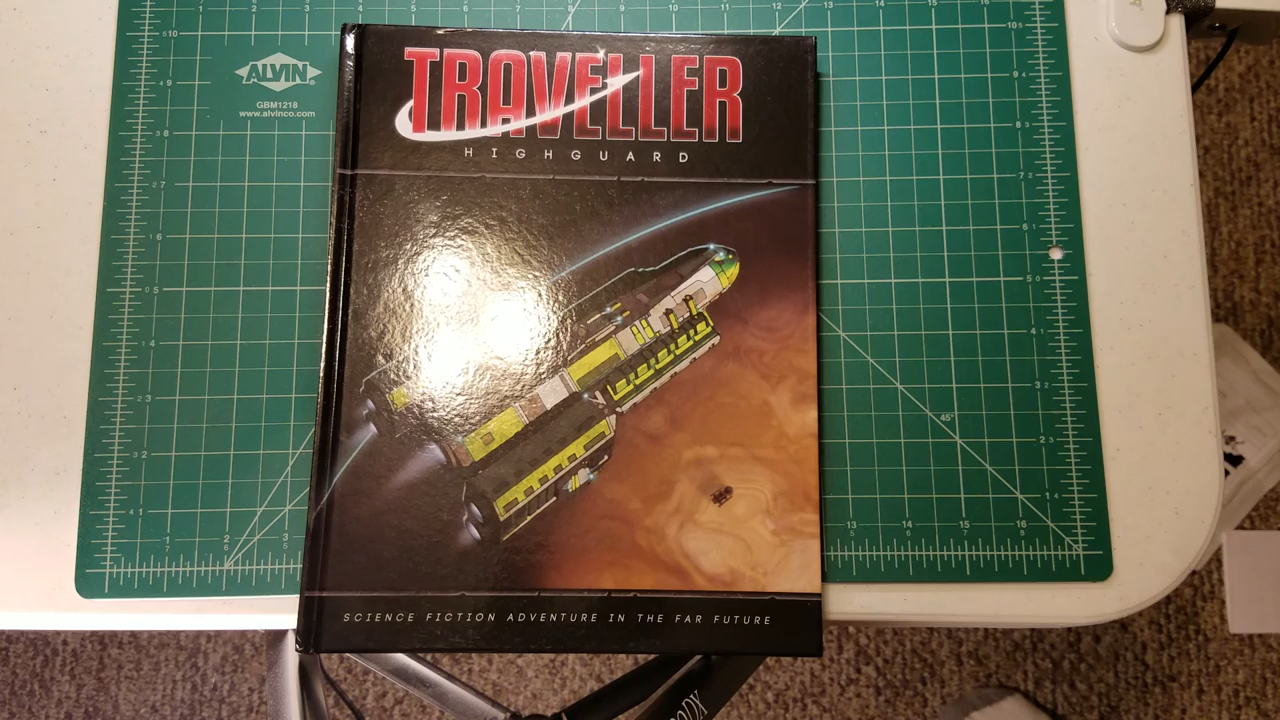 TRAVELLER
HIGHGUARD
SCIENCE FICTION ADVENTURE IN THE FAR FUTURE
ALVIN®
GBM1218
www.alvinco.com
45°